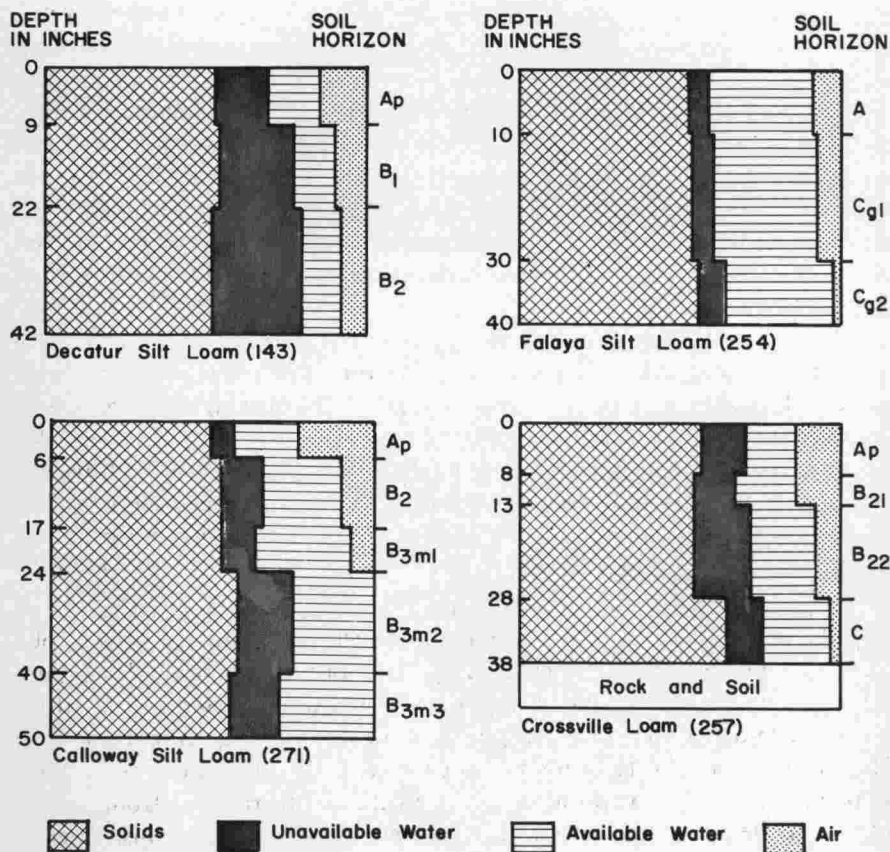 DEPTH
IN INCHES
SOIL
HORIZON
0
9
22
42
Ap
B1
B2
Decatur Silt Loam (143)
DEPTH
IN INCHES
SOIL
HORIZON
0
10
30
40
A
Cg1
Cg2
Falaya Silt Loam (254)
0
6
17
24
40
50
Ap
B2
B3m1
B3m2
B3m3
Calloway Silt Loam (271)
0
8
13
28
38
Ap
B21
B22
C
Rock and Soil
Crossville Loam (257)
Solids
Unavailable Water
Available Water
Air